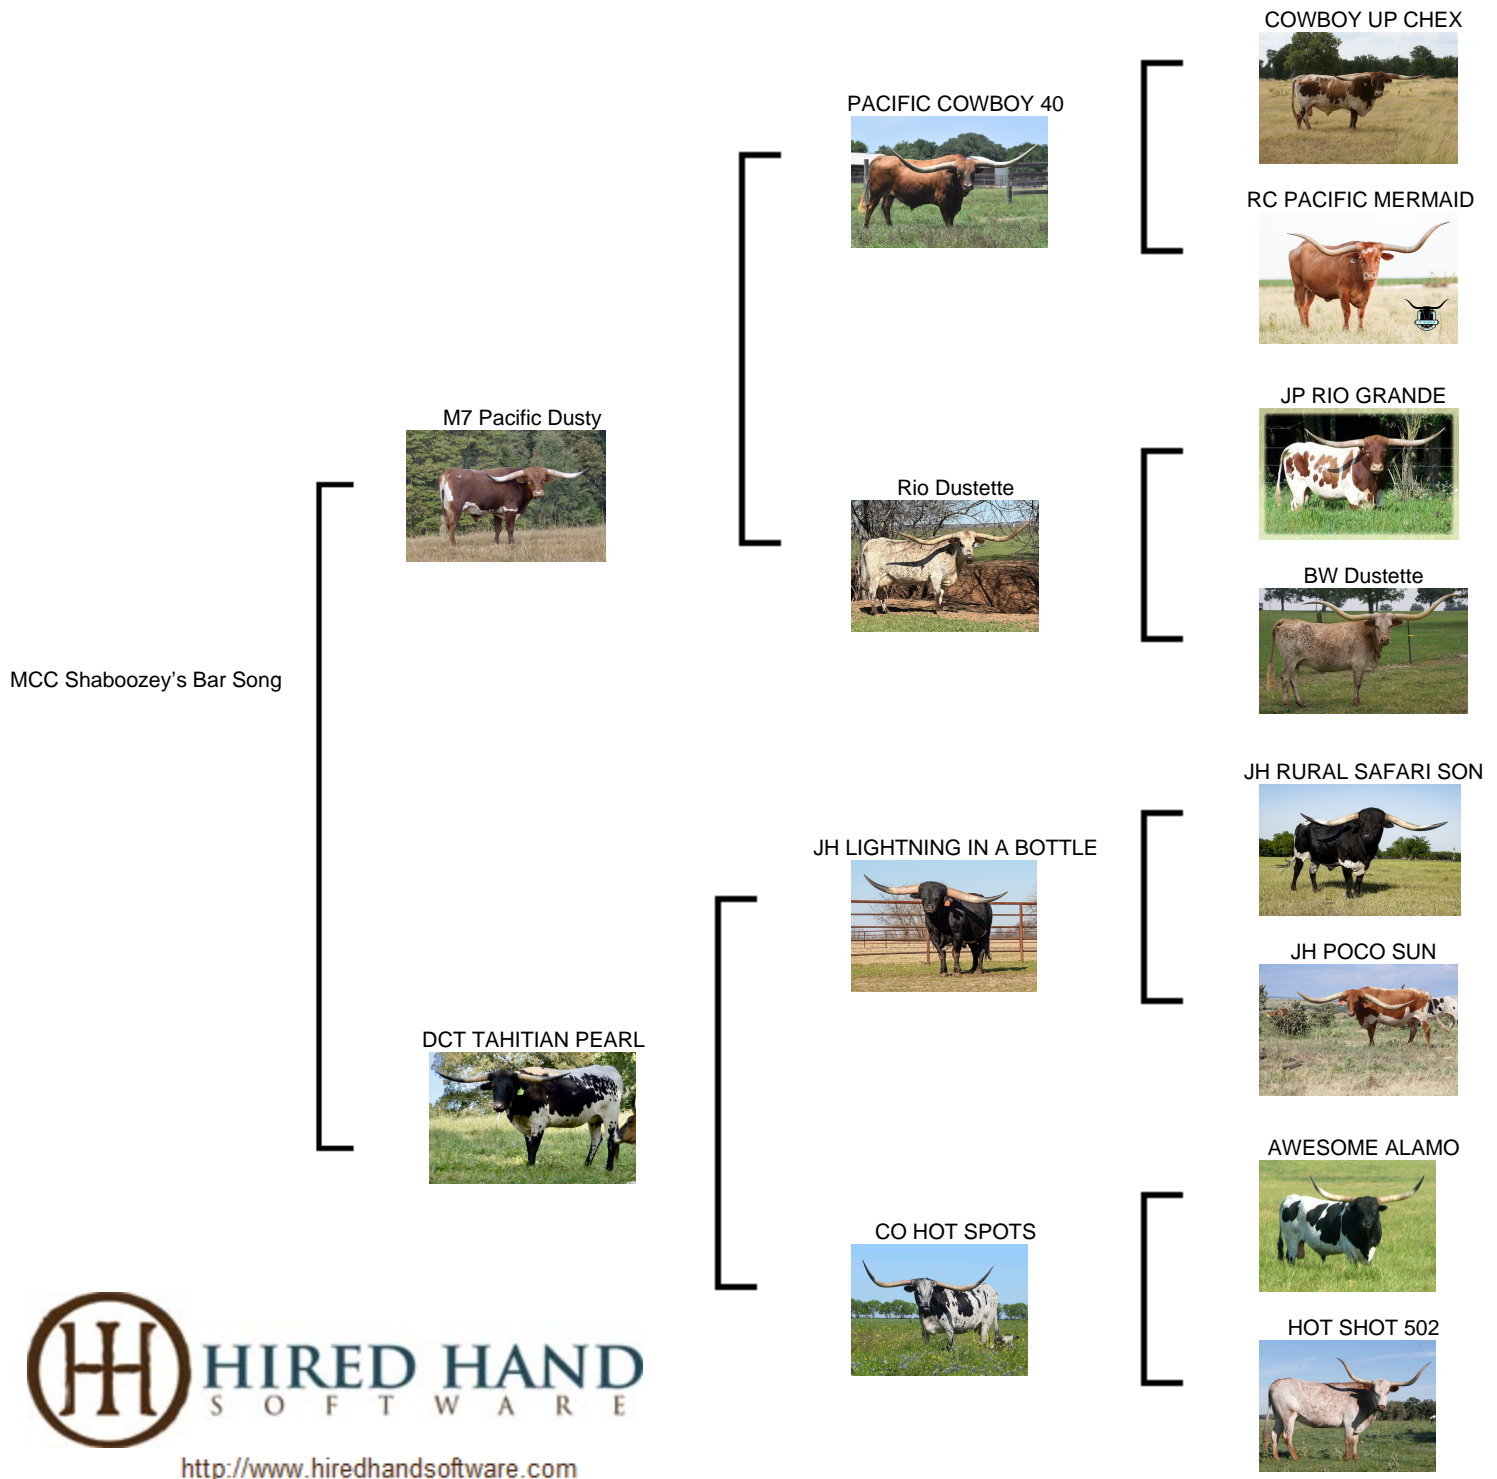 COWBOY UP CHEX
PACIFIC COWBOY 40
RC PACIFIC MERMAID
M7 Pacific Dusty
JP RIO GRANDE
Rio Dustette
BW Dustette
MCC Shaboozey’s Bar Song
JH RURAL SAFARI SON
JH LIGHTNING IN A BOTTLE
JH POCO SUN
DCT TAHITIAN PEARL
AWESOME ALAMO
CO HOT SPOTS
HOT SHOT 502
HIRED HAND
SOFTWARE
http://www.hiredhandsoftware.com